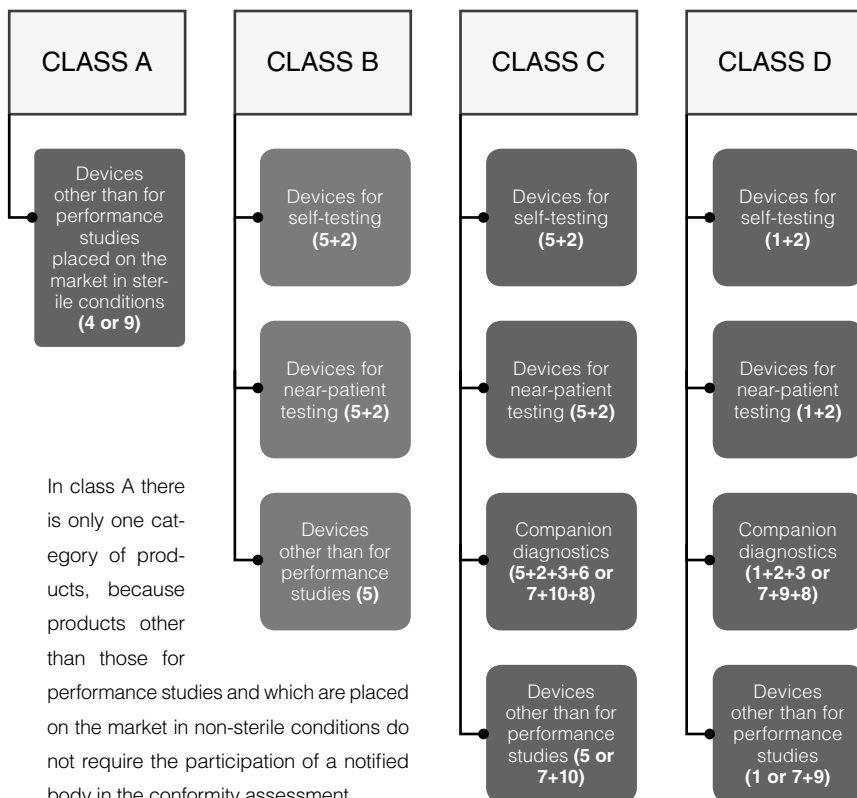 CLASS A
Devices
other than for
performance
studies
placed on the
market in ster-
ile conditions
(4 or 9)
In class A there
is only one cat-
egory of prod-
ucts, because
products other
than those for
performance studies and which are placed
on the market in non-sterile conditions do
not require the participation of a notified
body in the conformity assessment
CLASS B
Devices for
self-testing
(5+2)
Devices for
near-patient
testing (5+2)
Devices
other than for
performance
studies (5)
CLASS C
Devices for
self-testing
(5+2)
Devices for
near-patient
testing (5+2)
Companion
diagnostics
(5+2+3+6 or
7+10+8)
Devices
other than for
performance
studies (5 or
7+10)
CLASS D
Devices for
self-testing
(1+2)
Devices for
near-patient
testing (1+2)
Companion
diagnostics
(1+2+3 or
7+9+8)
Devices
other than for
performance
studies
(1 or 7+9)